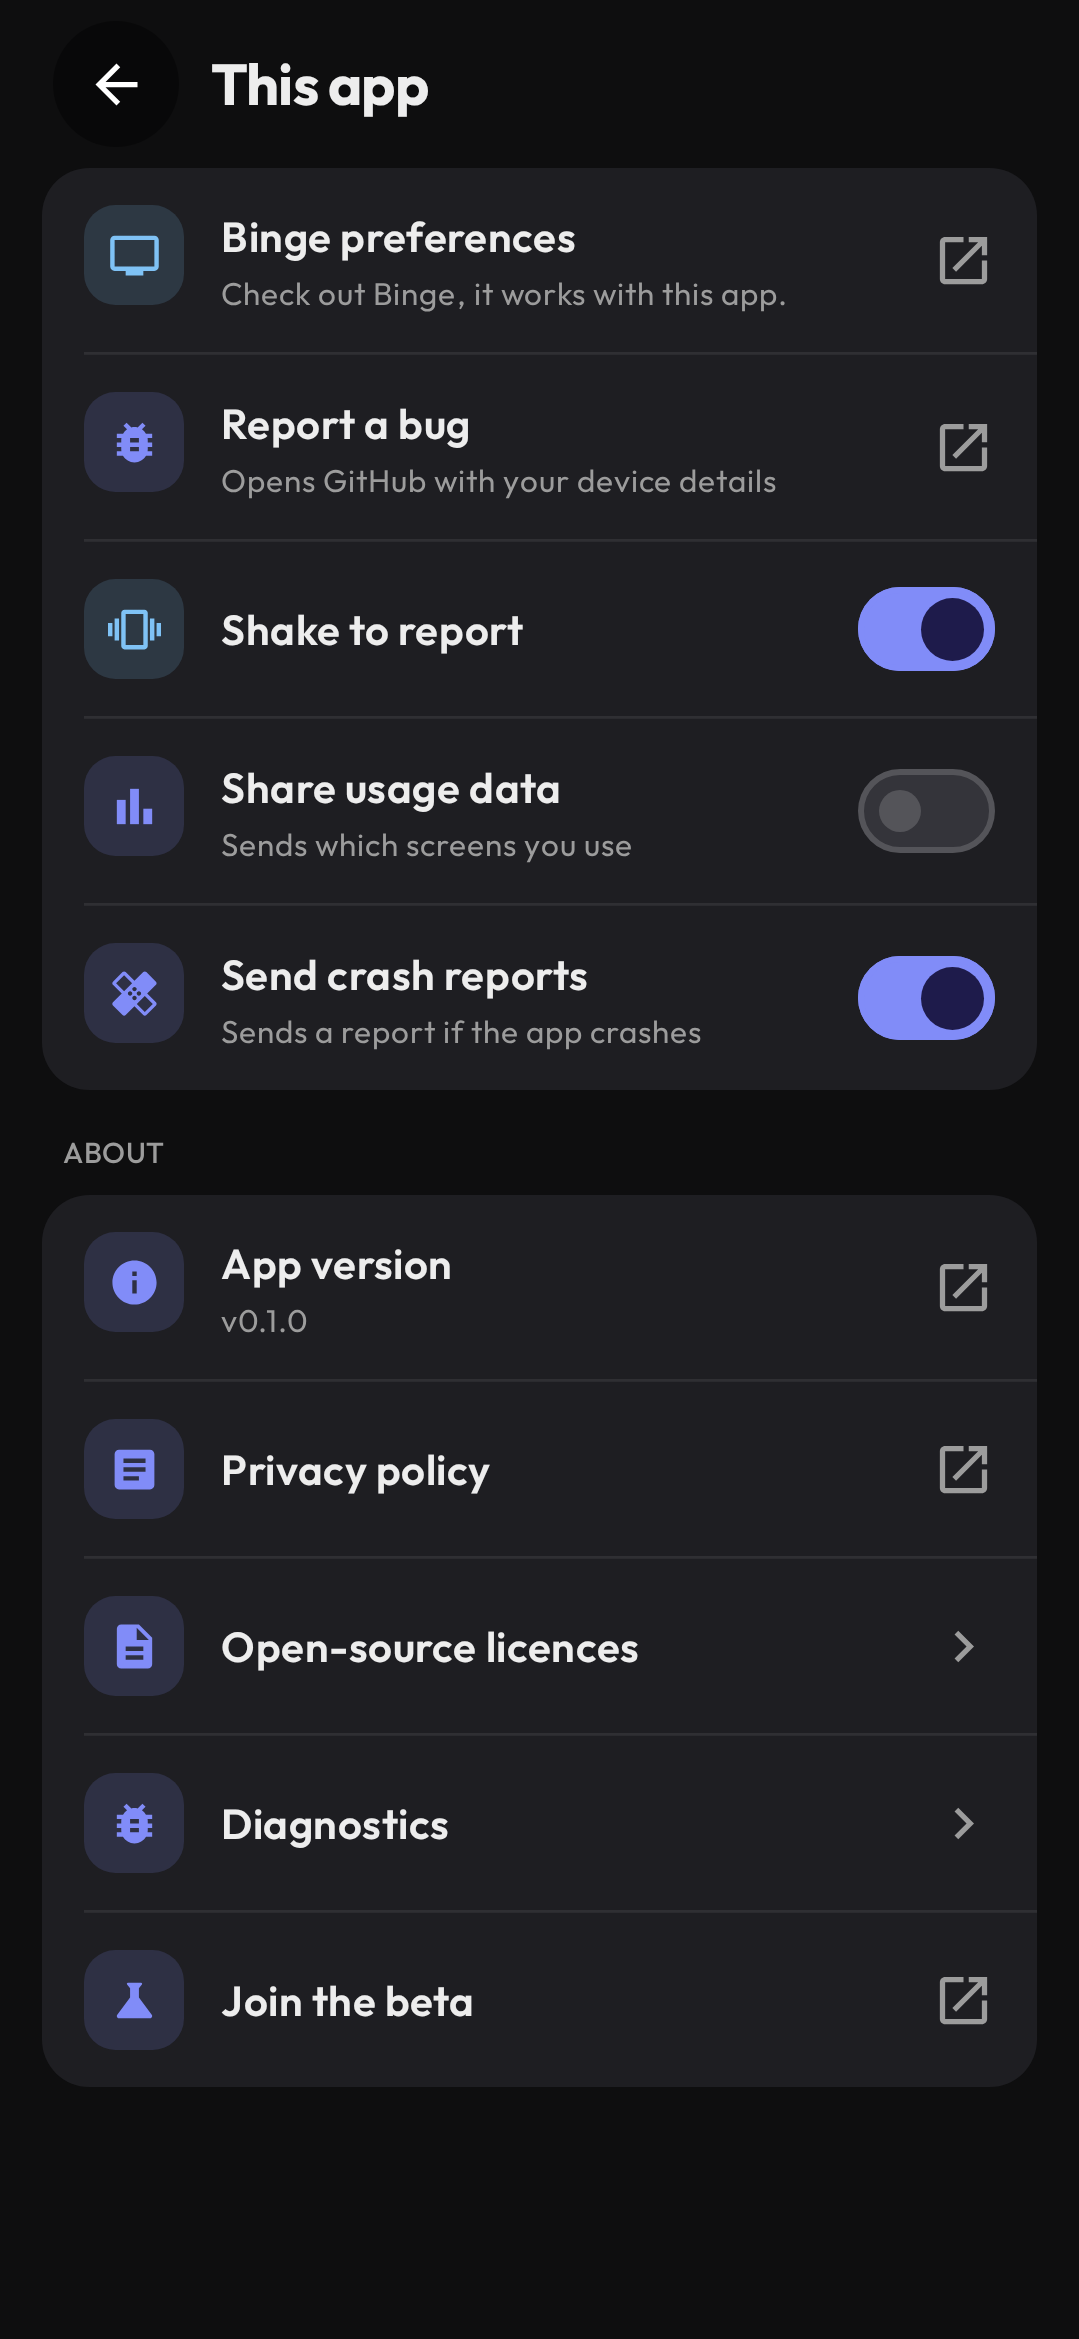 This app
Binge preferences
Check out Binge, it works with this app.
Report a bug
Opens GitHub with your device details
Shake to report
Share usage data
Sends which screens you use
Send crash reports
Sends a report if the app crashes
ABOUT
App version
v0.1.0
Privacy policy
Open-source licences
Diagnostics
Join the beta